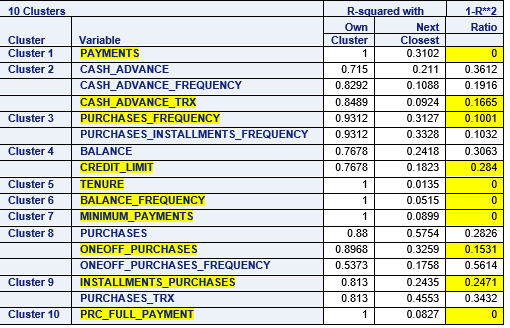 10 Clusters R-squared with 1-R**2
Cluster Variable Own Cluster Next Closest Ratio
Cluster 1 PAYMENTS 1 0.3102 0
Cluster 2 CASH_ADVANCE 0.715 0.211 0.3612
CASH_ADVANCE_FREQUENCY 0.8292 0.1088 0.1916
CASH_ADVANCE_TRX 0.8489 0.0924 0.1665
Cluster 3 PURCHASES_FREQUENCY 0.9312 0.3127 0.1001
PURCHASES_INSTALLMENTS_FREQUENCY 0.9312 0.3328 0.1032
Cluster 4 BALANCE 0.7678 0.2418 0.3063
CREDIT_LIMIT 0.7678 0.1823 0.284
Cluster 5 TENURE 1 0.0135 0
Cluster 6 BALANCE_FREQUENCY 1 0.0515 0
Cluster 7 MINIMUM_PAYMENTS 1 0.0899 0
Cluster 8 PURCHASES 0.88 0.5754 0.2826
ONEOFF_PURCHASES 0.8968 0.3259 0.1531
ONEOFF_PURCHASES_FREQUENCY 0.5373 0.1758 0.5614
Cluster 9 INSTALLMENTS_PURCHASES 0.813 0.2435 0.2471
PURCHASES_TRX 0.813 0.4553 0.3432
Cluster 10 PRC_FULL_PAYMENT 1 0.0827 0